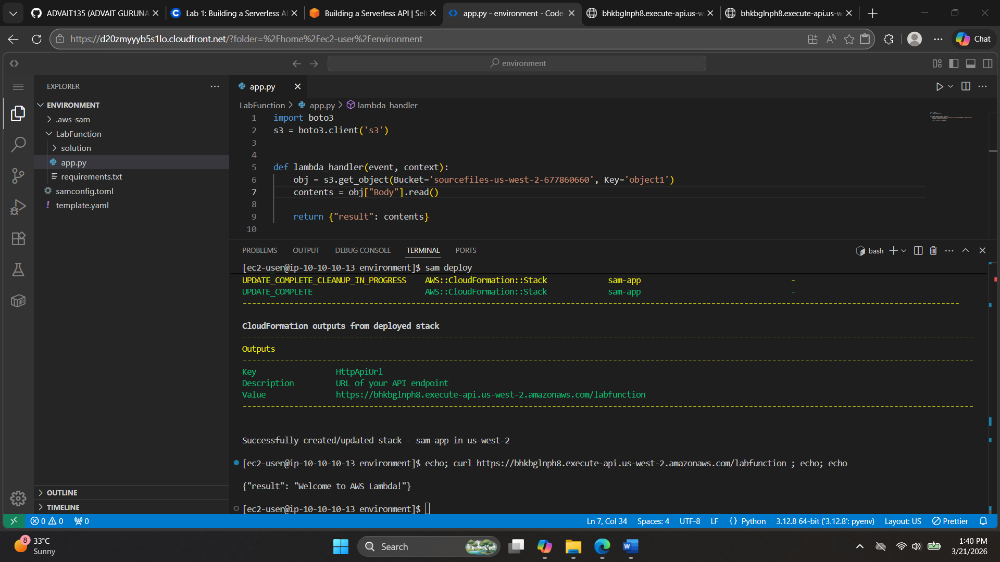 ADVAIT135 (ADVAIT GURUNA
Lab 1: Building a Serverless A
Building a Serverless API | Sel
app.py - environment - Code
bhkbglnph8.execute-api.us-w
bhkbglnph8.execute-api.us-w
https://d20zmyyyb5s1lo.cloudfront.net/?folder=%2Fhome%2Fec2-user%2Fenvironment
Chat
environment
EXPLORER
ENVIRONMENT
.aws-sam
LabFunction
solution
app.py
requirements.txt
samconfig.toml
template.yaml
OUTLINE
TIMELINE
app.py
LabFunction > app.py > lambda_handler
1 import boto3
2 s3 = boto3.client('s3')
3
4
5 def lambda_handler(event, context):
6 obj = s3.get_object(Bucket='sourcefiles-us-west-2-677860660', Key='object1')
7 contents = obj["Body"].read()
8
9 return {"result": contents}
10
PROBLEMS OUTPUT DEBUG CONSOLE TERMINAL PORTS
bash
[ec2-user@ip-10-10-10-13 environment]$ sam deploy
UPDATE_COMPLETE_CLEANUP_IN_PROGRESS AWS::CloudFormation::Stack sam-app -
UPDATE_COMPLETE AWS::CloudFormation::Stack sam-app -
CloudFormation outputs from deployed stack
Outputs
Key HttpApiUrl
Description URL of your API endpoint
Value https://bhkbglnph8.execute-api.us-west-2.amazonaws.com/labfunction
Successfully created/updated stack - sam-app in us-west-2
[ec2-user@ip-10-10-10-13 environment]$ echo; curl https://bhkbglnph8.execute-api.us-west-2.amazonaws.com/labfunction ; echo; echo
{"result": "Welcome to AWS Lambda!"}
[ec2-user@ip-10-10-10-13 environment]$
0 0 0
Ln 7, Col 34 Spaces: 4 UTF-8 LF {} Python 3.12.8 64-bit ('3.12.8': pyenv) Layout: US Prettier
8
33°C
Sunny
Search
1:40 PM
3/21/2026